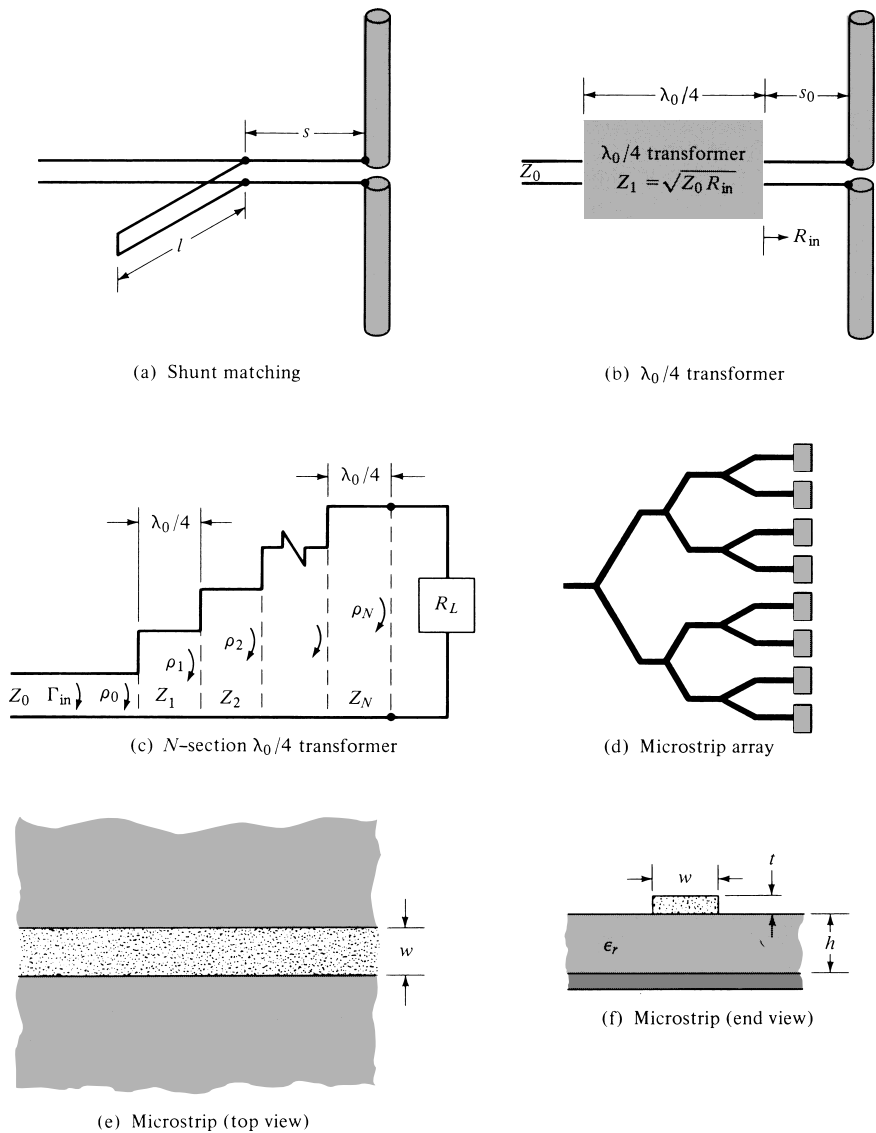 s
l
(a) Shunt matching
λ₀/4
s₀
Z₀
λ₀/4 transformer
Z₁ = √Z₀ Rin
Rin
(b) λ₀/4 transformer
λ₀/4
λ₀/4
Z₀ Γin ρ₀ Z₁ ρ₁ Z₂ ρ₂ ZN ρN RL
(c) N-section λ₀/4 transformer
(d) Microstrip array
w
(e) Microstrip (top view)
w
t
εr
h
(f) Microstrip (end view)